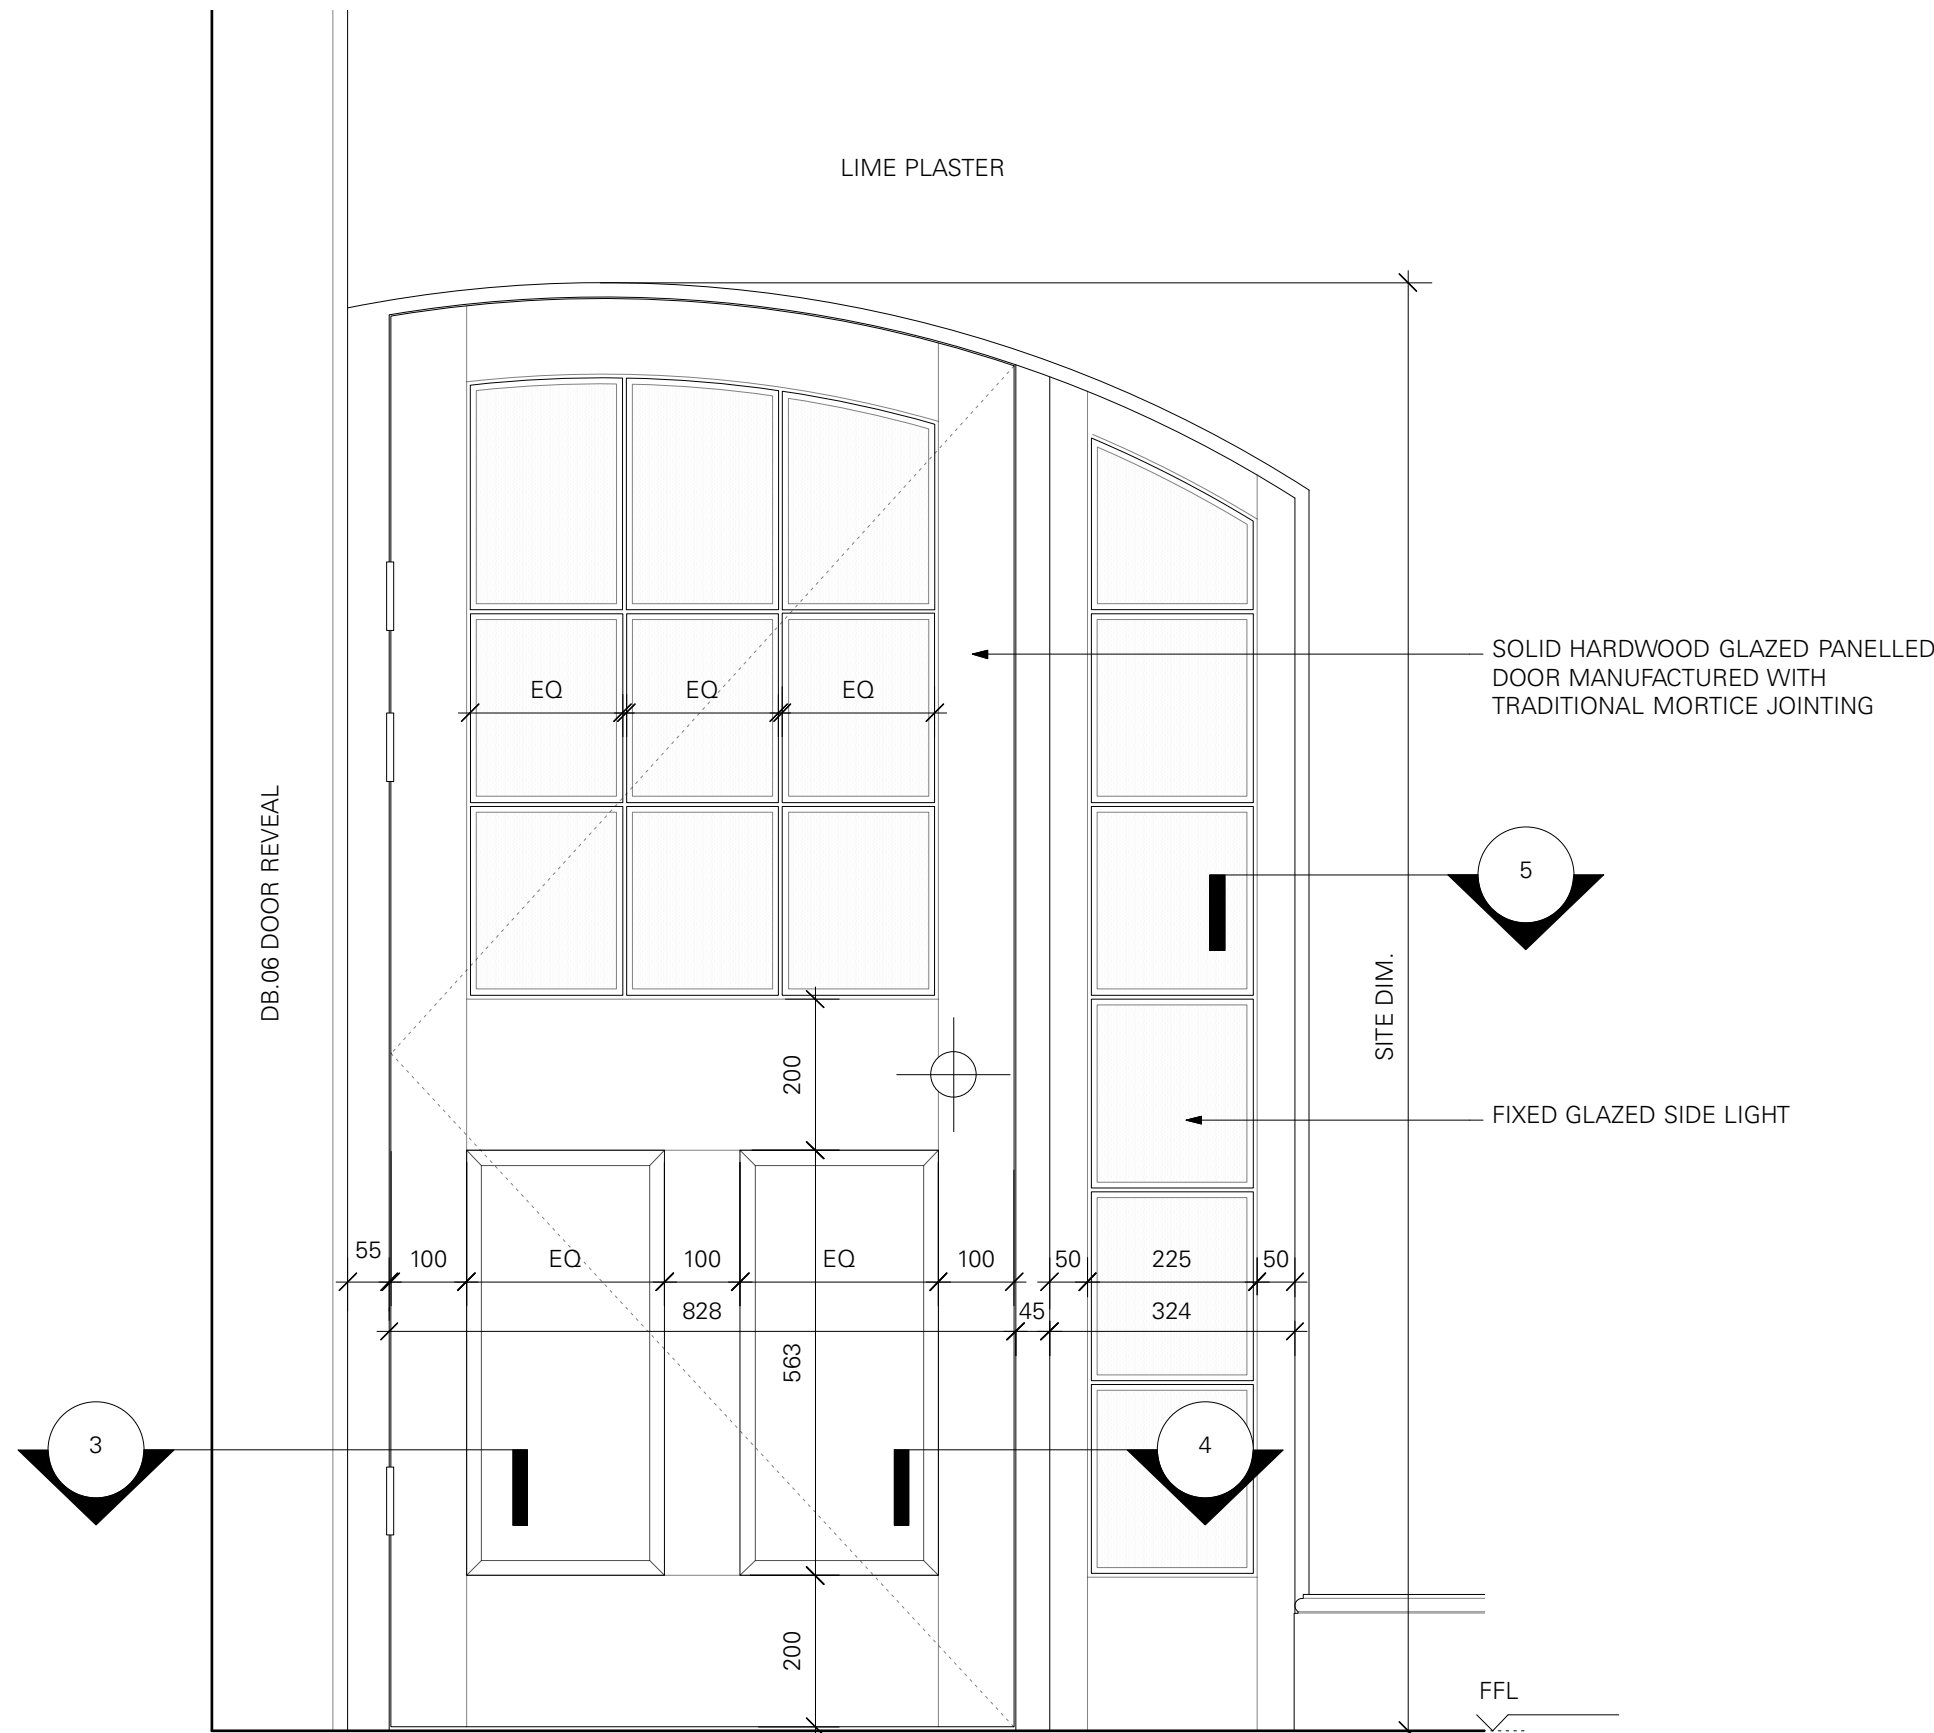 LIME PLASTER
SOLID HARDWOOD GLAZED PANELLED
DOOR MANUFACTURED WITH
TRADITIONAL MORTICE JOINTING
EQ
EQ
EQ
DB.06 DOOR REVEAL
5
SITE DIM.
200
FIXED GLAZED SIDE LIGHT
55
100
EQ
100
EQ
100
50
225
50
828
45
324
563
3
4
200
FFL